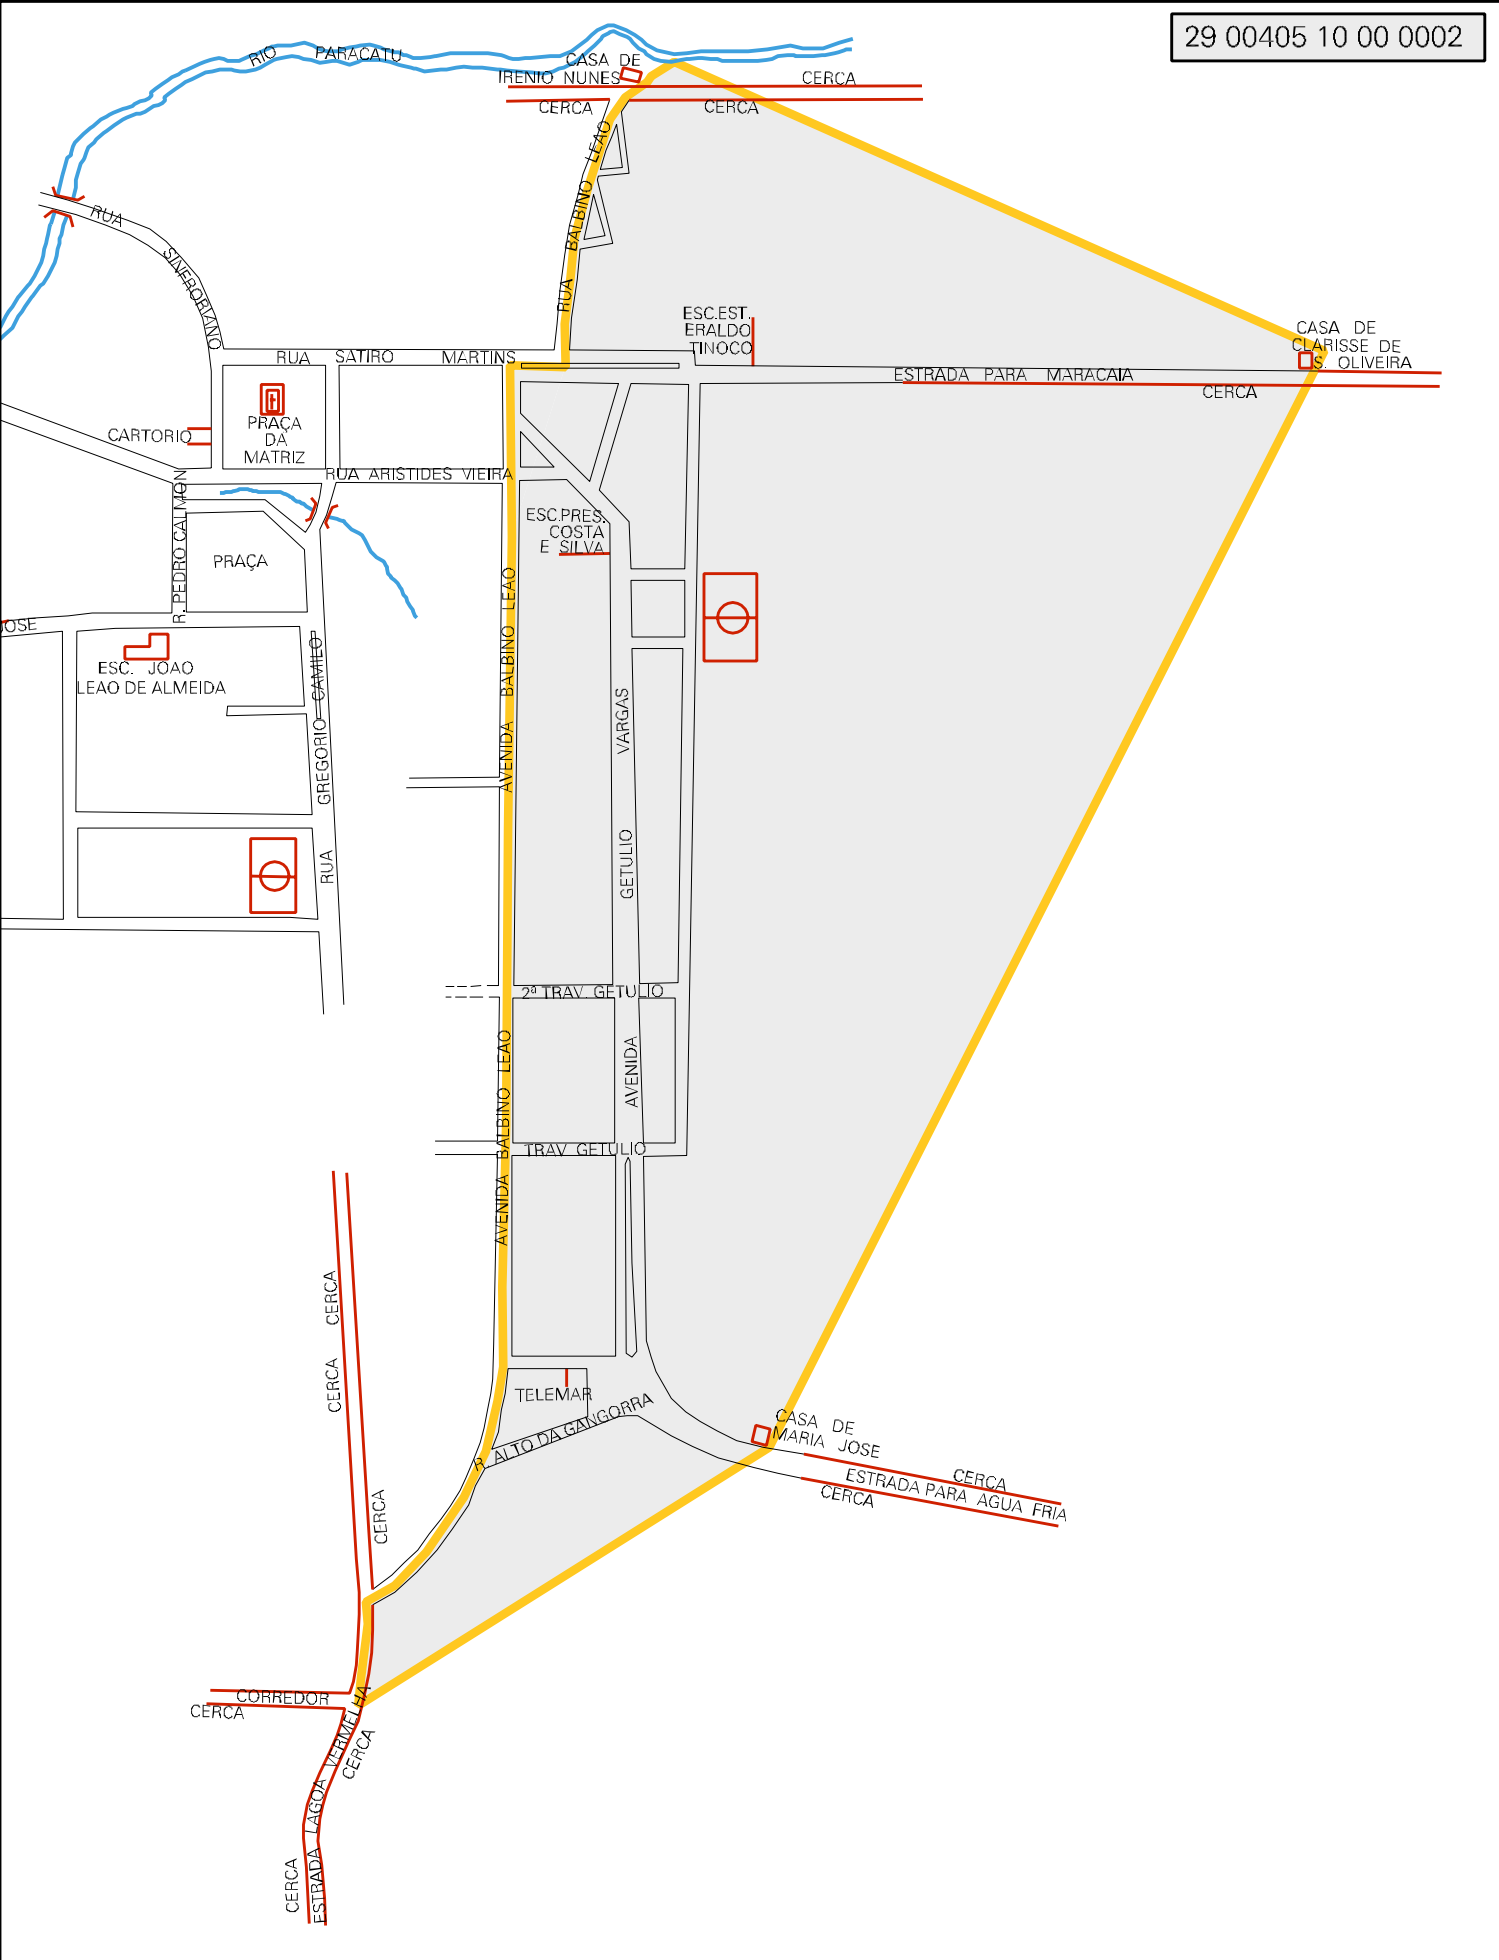 29 00405 10 00 0002
RIO PARACATU
CASA DE
IRENIO NUNES
CERCA
CERCA
CERCA
RUA BALBINO LEAO
RUA SINFRORIANO
ESC.EST.
ERALDO
TINOCO
CASA DE
CLARISSE DE
S. OLIVEIRA
RUA SATIRO MARTINS
ESTRADA PARA MARACAIA
CERCA
PRAÇA
DA
MATRIZ
CARTORIO
RUA ARISTIDES VIEIRA
R. PEDRO CALMON
ESC.PRES.
COSTA
E SILVA
PRAÇA
JOSE
ESC. JOAO
LEAO DE ALMEIDA
RUA GREGORIO CAMILO
AVENIDA BALBINO LEAO
AVENIDA GETULIO VARGAS
2ª TRAV. GETULIO
AVENIDA BALBINO LEAO
TRAV GETULIO
CERCA
CERCA
CERCA
TELEMAR
R. ALTO DA GANGORRA
CASA DE
MARIA JOSE
CERCA
ESTRADA PARA AGUA FRIA
CERCA
CORREDOR
CERCA
CERCA
ESTRADA LAGOA VERMELHA
CERCA